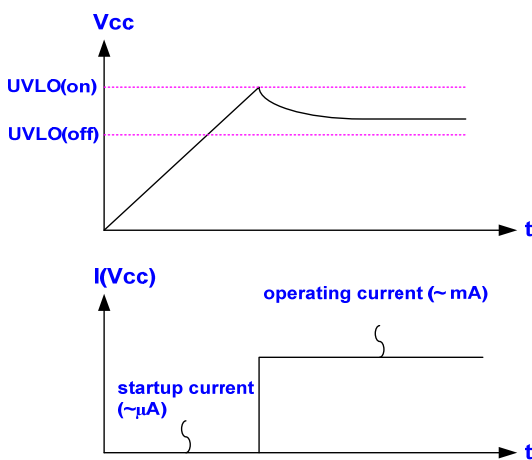 Vcc
UVLO(on)
UVLO(off)
t
I(Vcc)
operating current (~ mA)
startup current
(~μA)
t